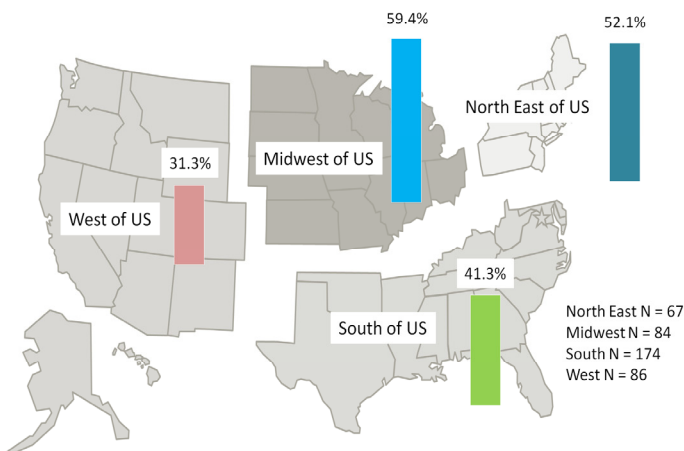 59.4%
52.1%
North East of US
Midwest of US
31.3%
West of US
41.3%
South of US
North East N = 67
Midwest N = 84
South N = 174
West N = 86